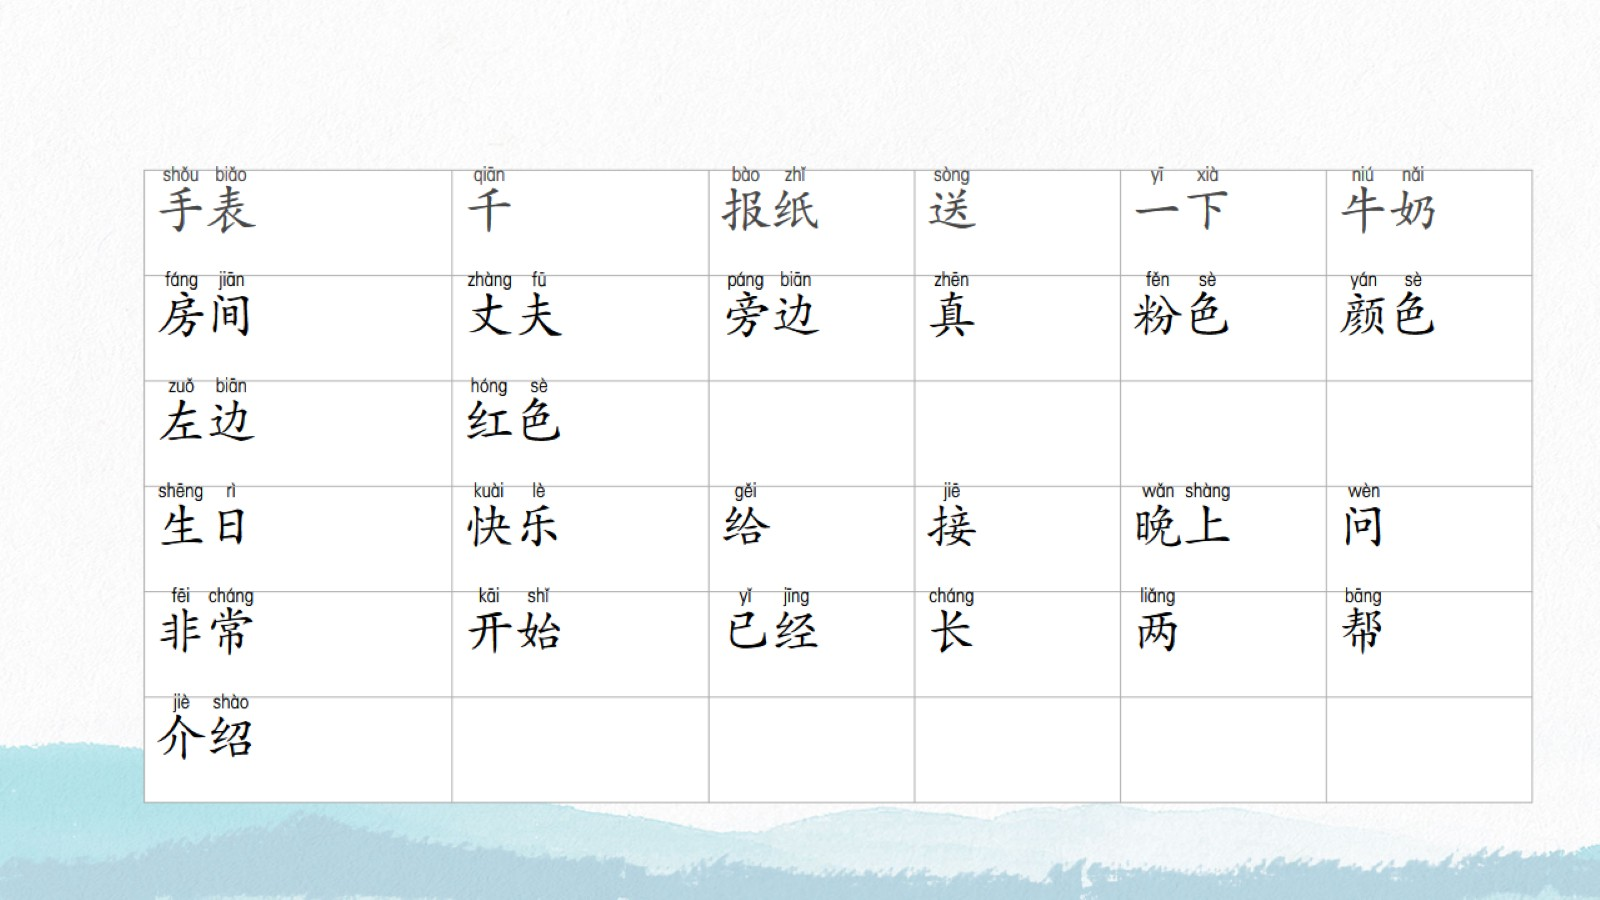 shǒu biǎo qiān bào zhǐ sòng yī xià niú nǎi
手表 千 报纸 送 一下 牛奶
fáng jiān zhàng fū páng biān zhēn fěn sè yán sè
房间 丈夫 旁边 真 粉色 颜色
zuǒ biān hóng sè
左边 红色
shēng rì kuài lè gěi jiē wǎn shàng wèn
生日 快乐 给 接 晚上 问
fēi cháng kāi shǐ yǐ jīng cháng liǎng bāng
非常 开始 已经 长 两 帮
jiè shào
介绍